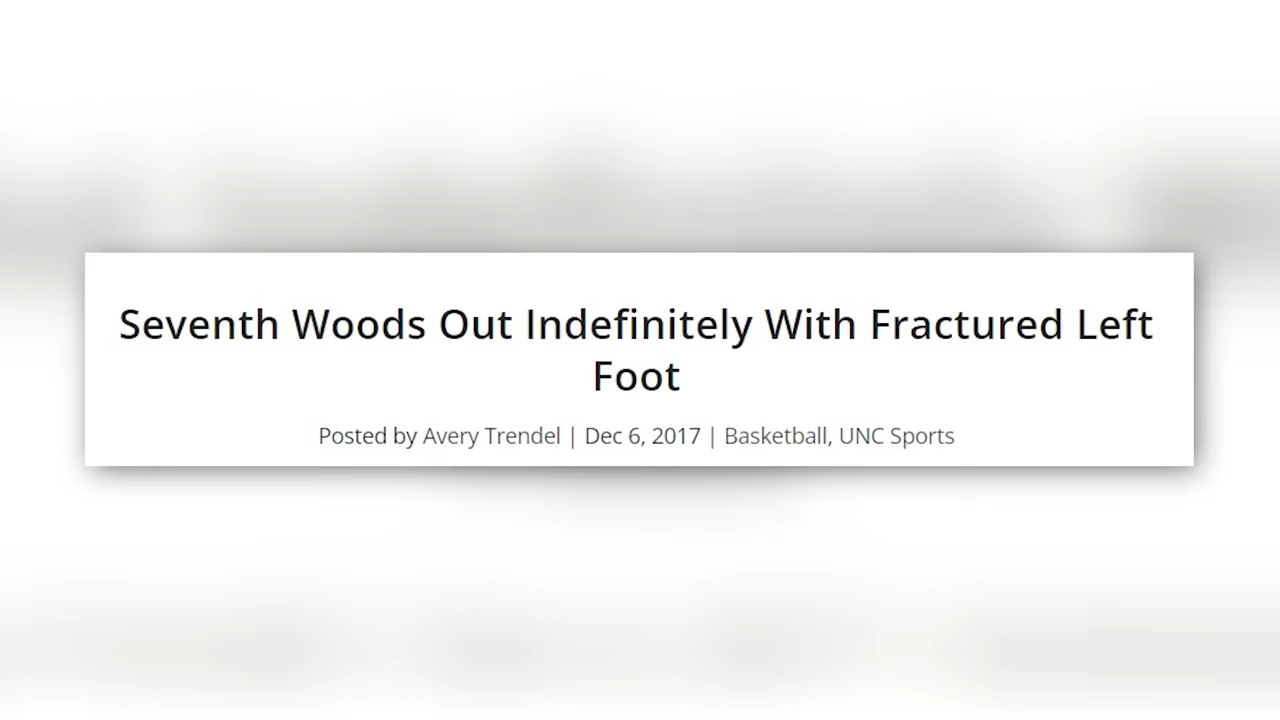 Seventh Woods Out Indefinitely With Fractured Left
Foot
Posted by Avery Trendel | Dec 6, 2017 | Basketball, UNC Sports